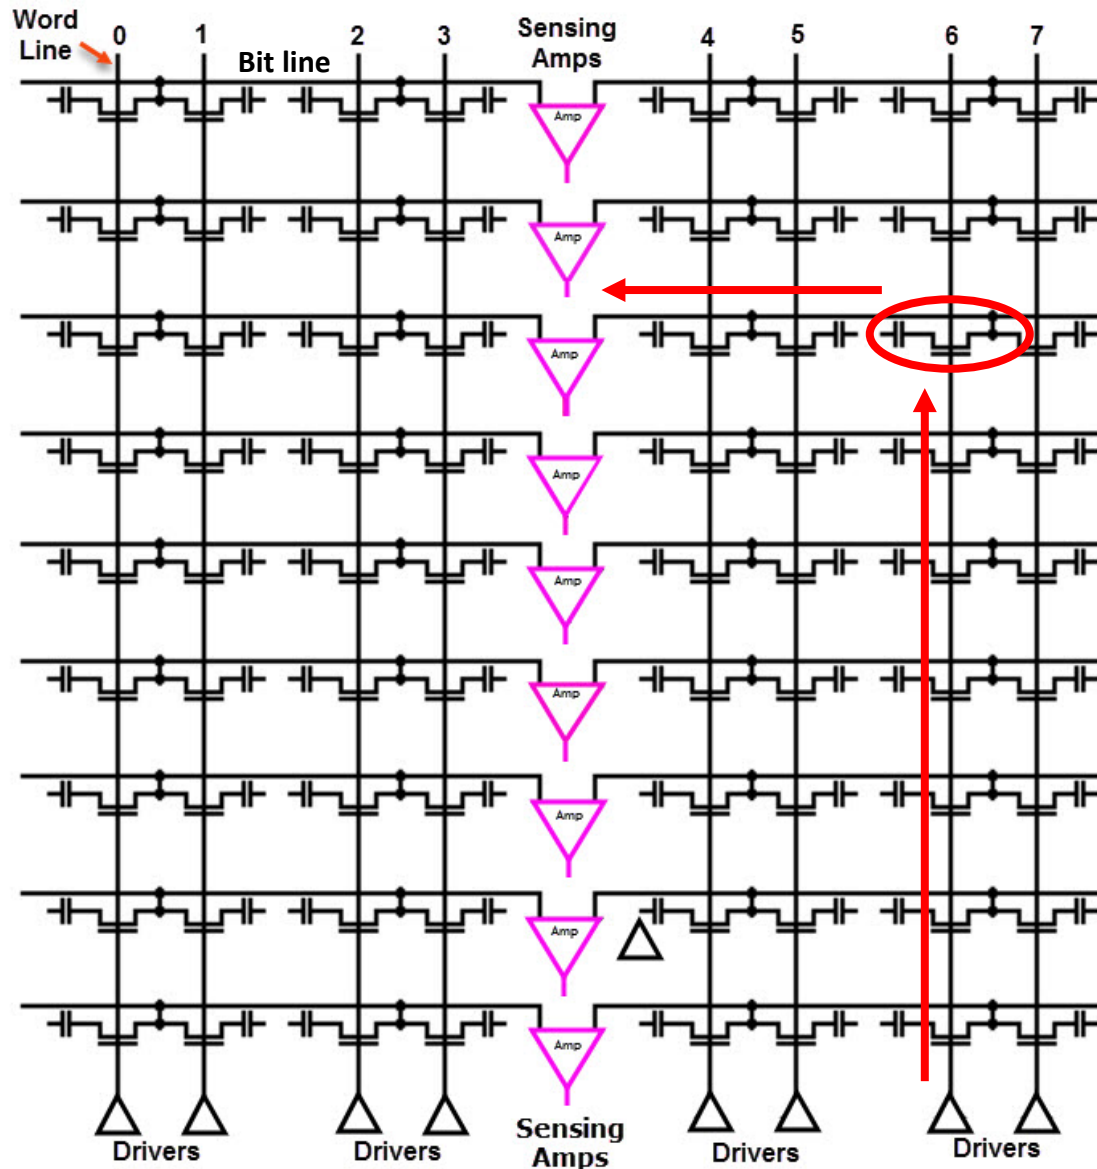 Word
Line
0
1
2
3
Bit line
Sensing
Amps
4
5
6
7
Amp
Amp
Amp
Amp
Amp
Amp
Amp
Amp
Amp
Drivers
Drivers
Sensing
Amps
Drivers
Drivers